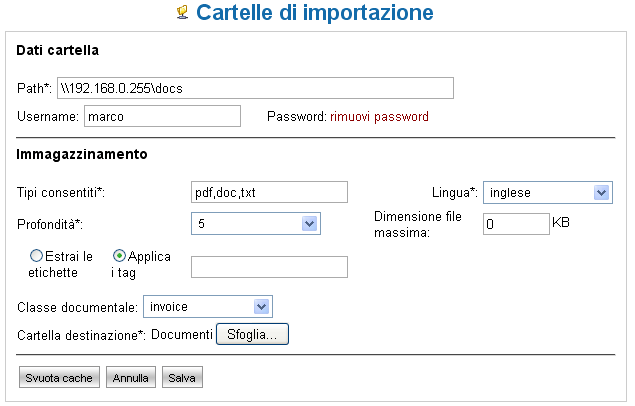 Cartelle di importazione
Dati cartella
Path*: \\192.168.0.255\docs
Username: marco Password: rimuovi password
Immagazzinamento
Tipi consentiti*: pdf,doc,txt Lingua*: inglese
Profondità*: 5 Dimensione file
massima: 0 KB
Estrai le
etichette
Applica
i tag
Classe documentale: invoice
Cartella destinazione*: Documenti Sfoglia...
Svuota cache Annulla Salva